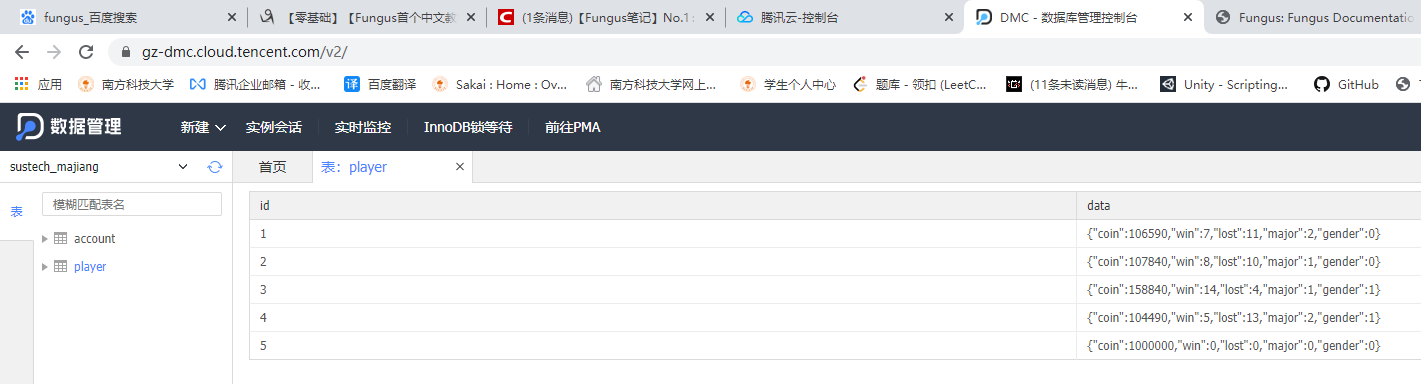 fungus_百度搜索
【零基础】【Fungus首个中文教
(1条消息)【Fungus笔记】No.1 :
腾讯云-控制台
DMC - 数据库管理控制台
Fungus: Fungus Documentatio
gz-dmc.cloud.tencent.com/v2/
应用
南方科技大学
腾讯企业邮箱 - 收...
译
百度翻译
Sakai : Home : Ov...
南方科技大学网上...
学生个人中心
题库 - 领扣 (LeetC...
(11条未读消息) 牛...
Unity - Scripting...
GitHub
T
数据管理
新建
实例会话
实时监控
InnoDB锁等待
前往PMA
sustech_majiang
首页
表：player
表
模糊匹配表名
account
player
id data
1 {"coin":106590,"win":7,"lost":11,"major":2,"gender":0}
2 {"coin":107840,"win":8,"lost":10,"major":1,"gender":0}
3 {"coin":158840,"win":14,"lost":4,"major":1,"gender":1}
4 {"coin":104490,"win":5,"lost":13,"major":2,"gender":1}
5 {"coin":1000000,"win":0,"lost":0,"major":0,"gender":0}